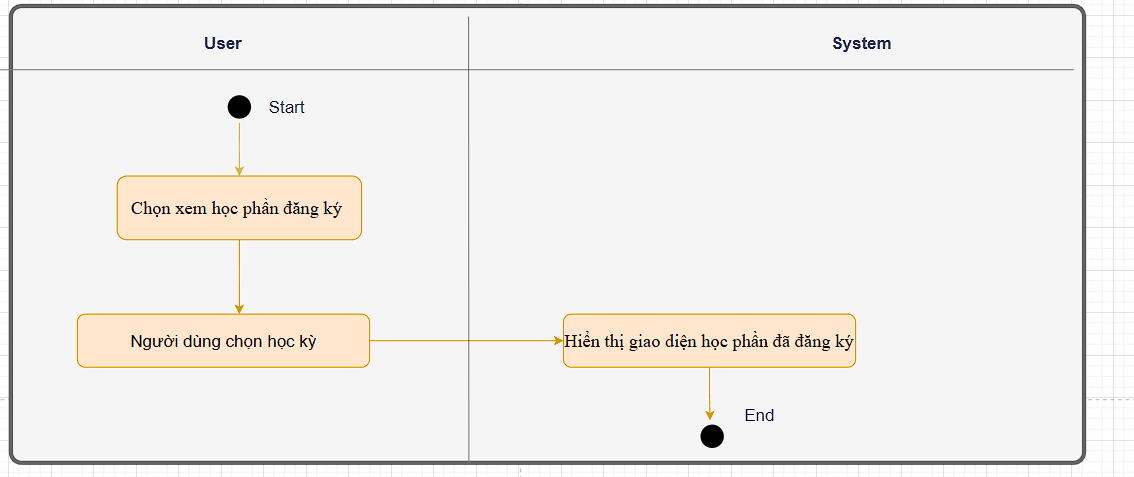 User
System
Start
Chọn xem học phần đăng ký
Người dùng chọn học kỳ
Hiển thị giao diện học phần đã đăng ký
End